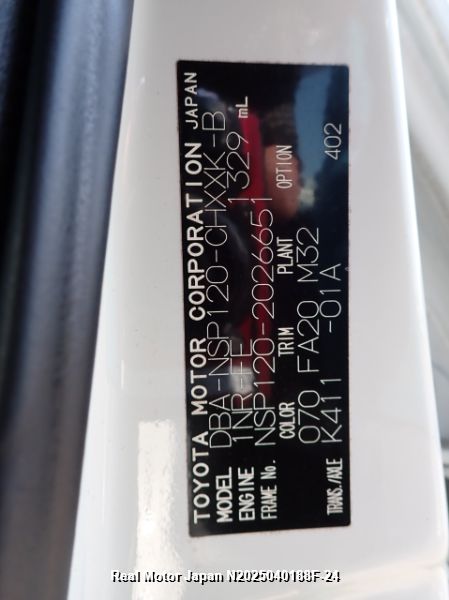 TOYOTA MOTOR CORPORATION JAPAN
MODEL DBA-NSP120-CHXXK-B
ENGINE 1NR-FE 1329 mL
FRAME No. NSP120-2026651
COLOR TRIM PLANT OPTION
070 FA20 M32 402
TRANS./AXLE K411 -01A
Real Motor Japan N2025040188F-24